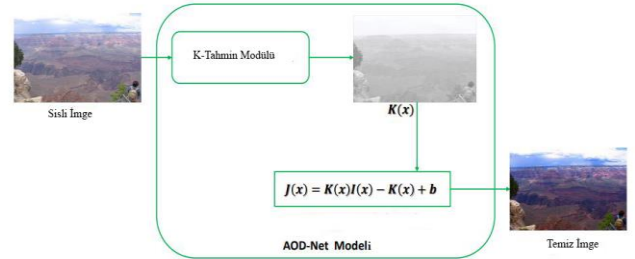 K-Tahmin Modülü
Sisli İmge
K(x)
J(x) = K(x)I(x) − K(x) + b
AOD-Net Modeli
Temiz İmge